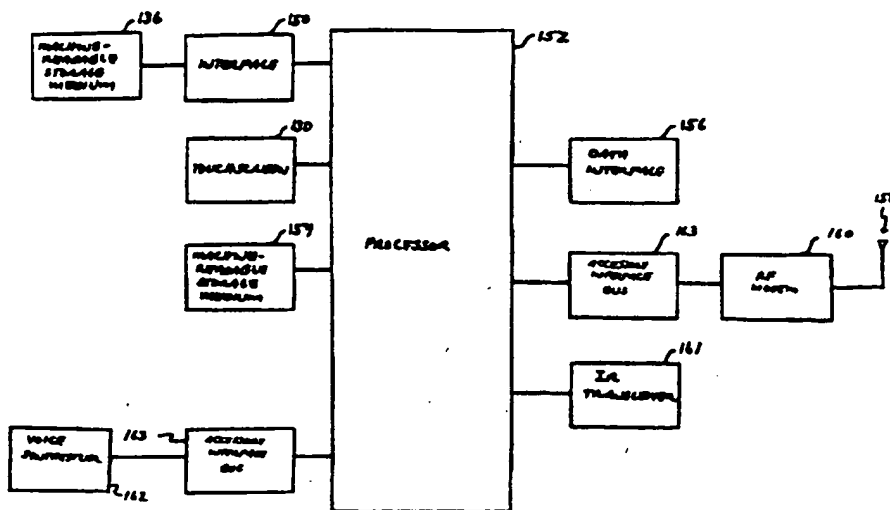 136
150
152
MACHINE-
READABLE
STORAGE
MEDIUM
INTERFACE
130
156
TOUCHSCREEN
DATA
INTERFACE
157
163
160
MACHINE-
READABLE
STORAGE
MEDIUM
PROCESSOR
ACCESSORY
INTERFACE
BUS
RF
MODEM
161
IR
TRANSCEIVER
163
VOICE
SYNTHESIZER
ACCESSORY
INTERFACE
BUS
162